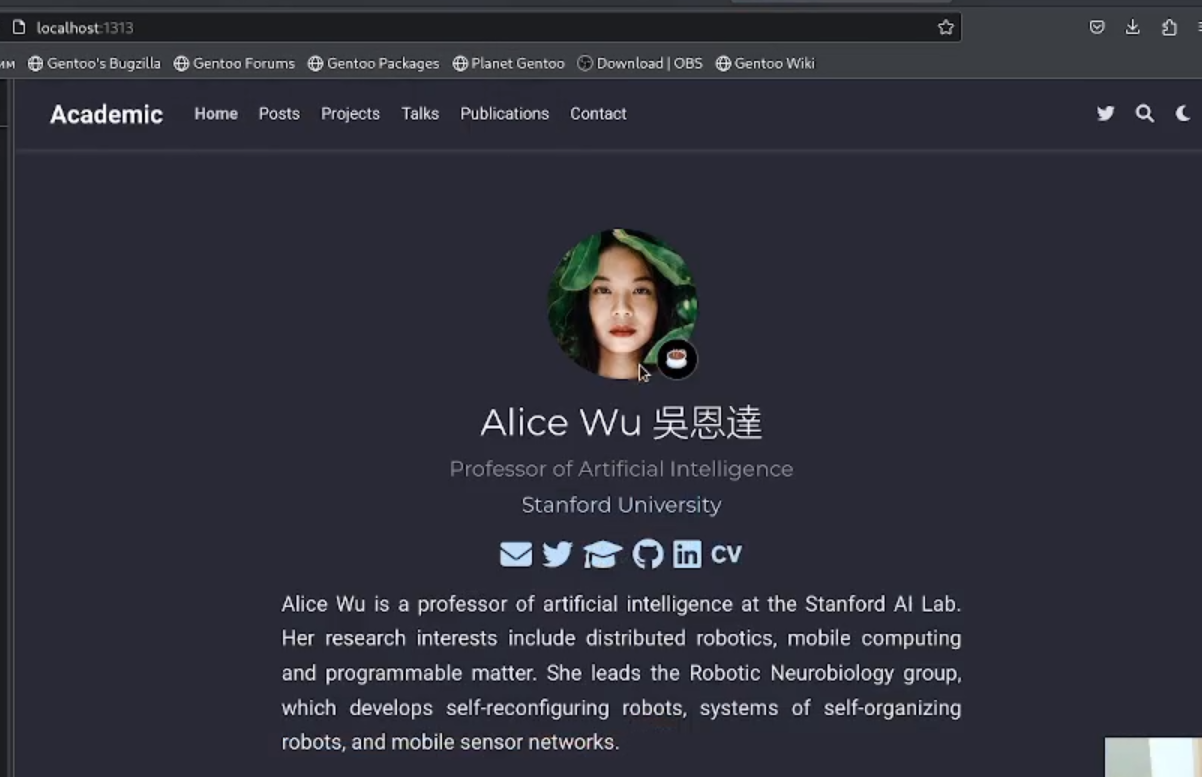 localhost:1313
им Gentoo's Bugzilla Gentoo Forums Gentoo Packages Planet Gentoo Download | OBS Gentoo Wiki
Academic Home Posts Projects Talks Publications Contact
Alice Wu 吳恩達
Professor of Artificial Intelligence
Stanford University
in CV
Alice Wu is a professor of artificial intelligence at the Stanford AI Lab.
Her research interests include distributed robotics, mobile computing
and programmable matter. She leads the Robotic Neurobiology group,
which develops self-reconfiguring robots, systems of self-organizing
robots, and mobile sensor networks.